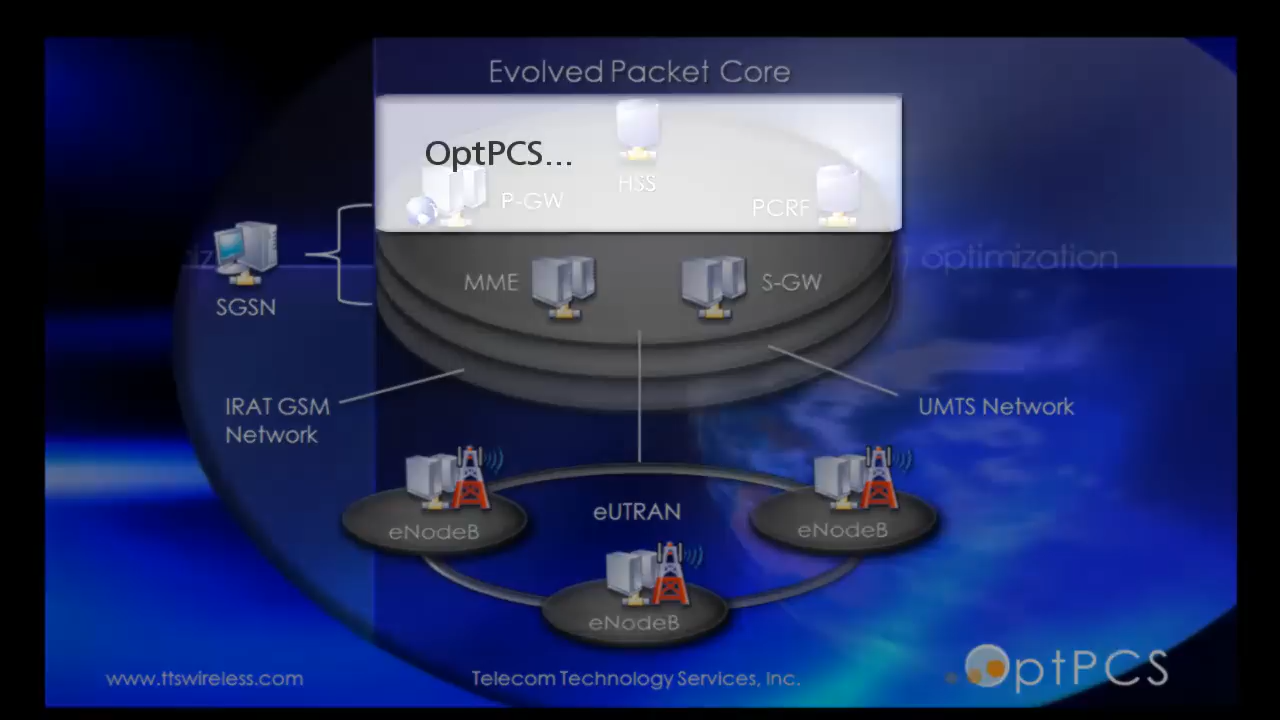 Evolved Packet Core
OptPCS...
HSS
P-GW
PCRF
optimization
MME
S-GW
SGSN
IRAT GSM
Network
UMTS Network
eUTRAN
eNodeB
eNodeB
eNodeB
www.ttswireless.com
Telecom Technology Services, Inc.
OptPCS